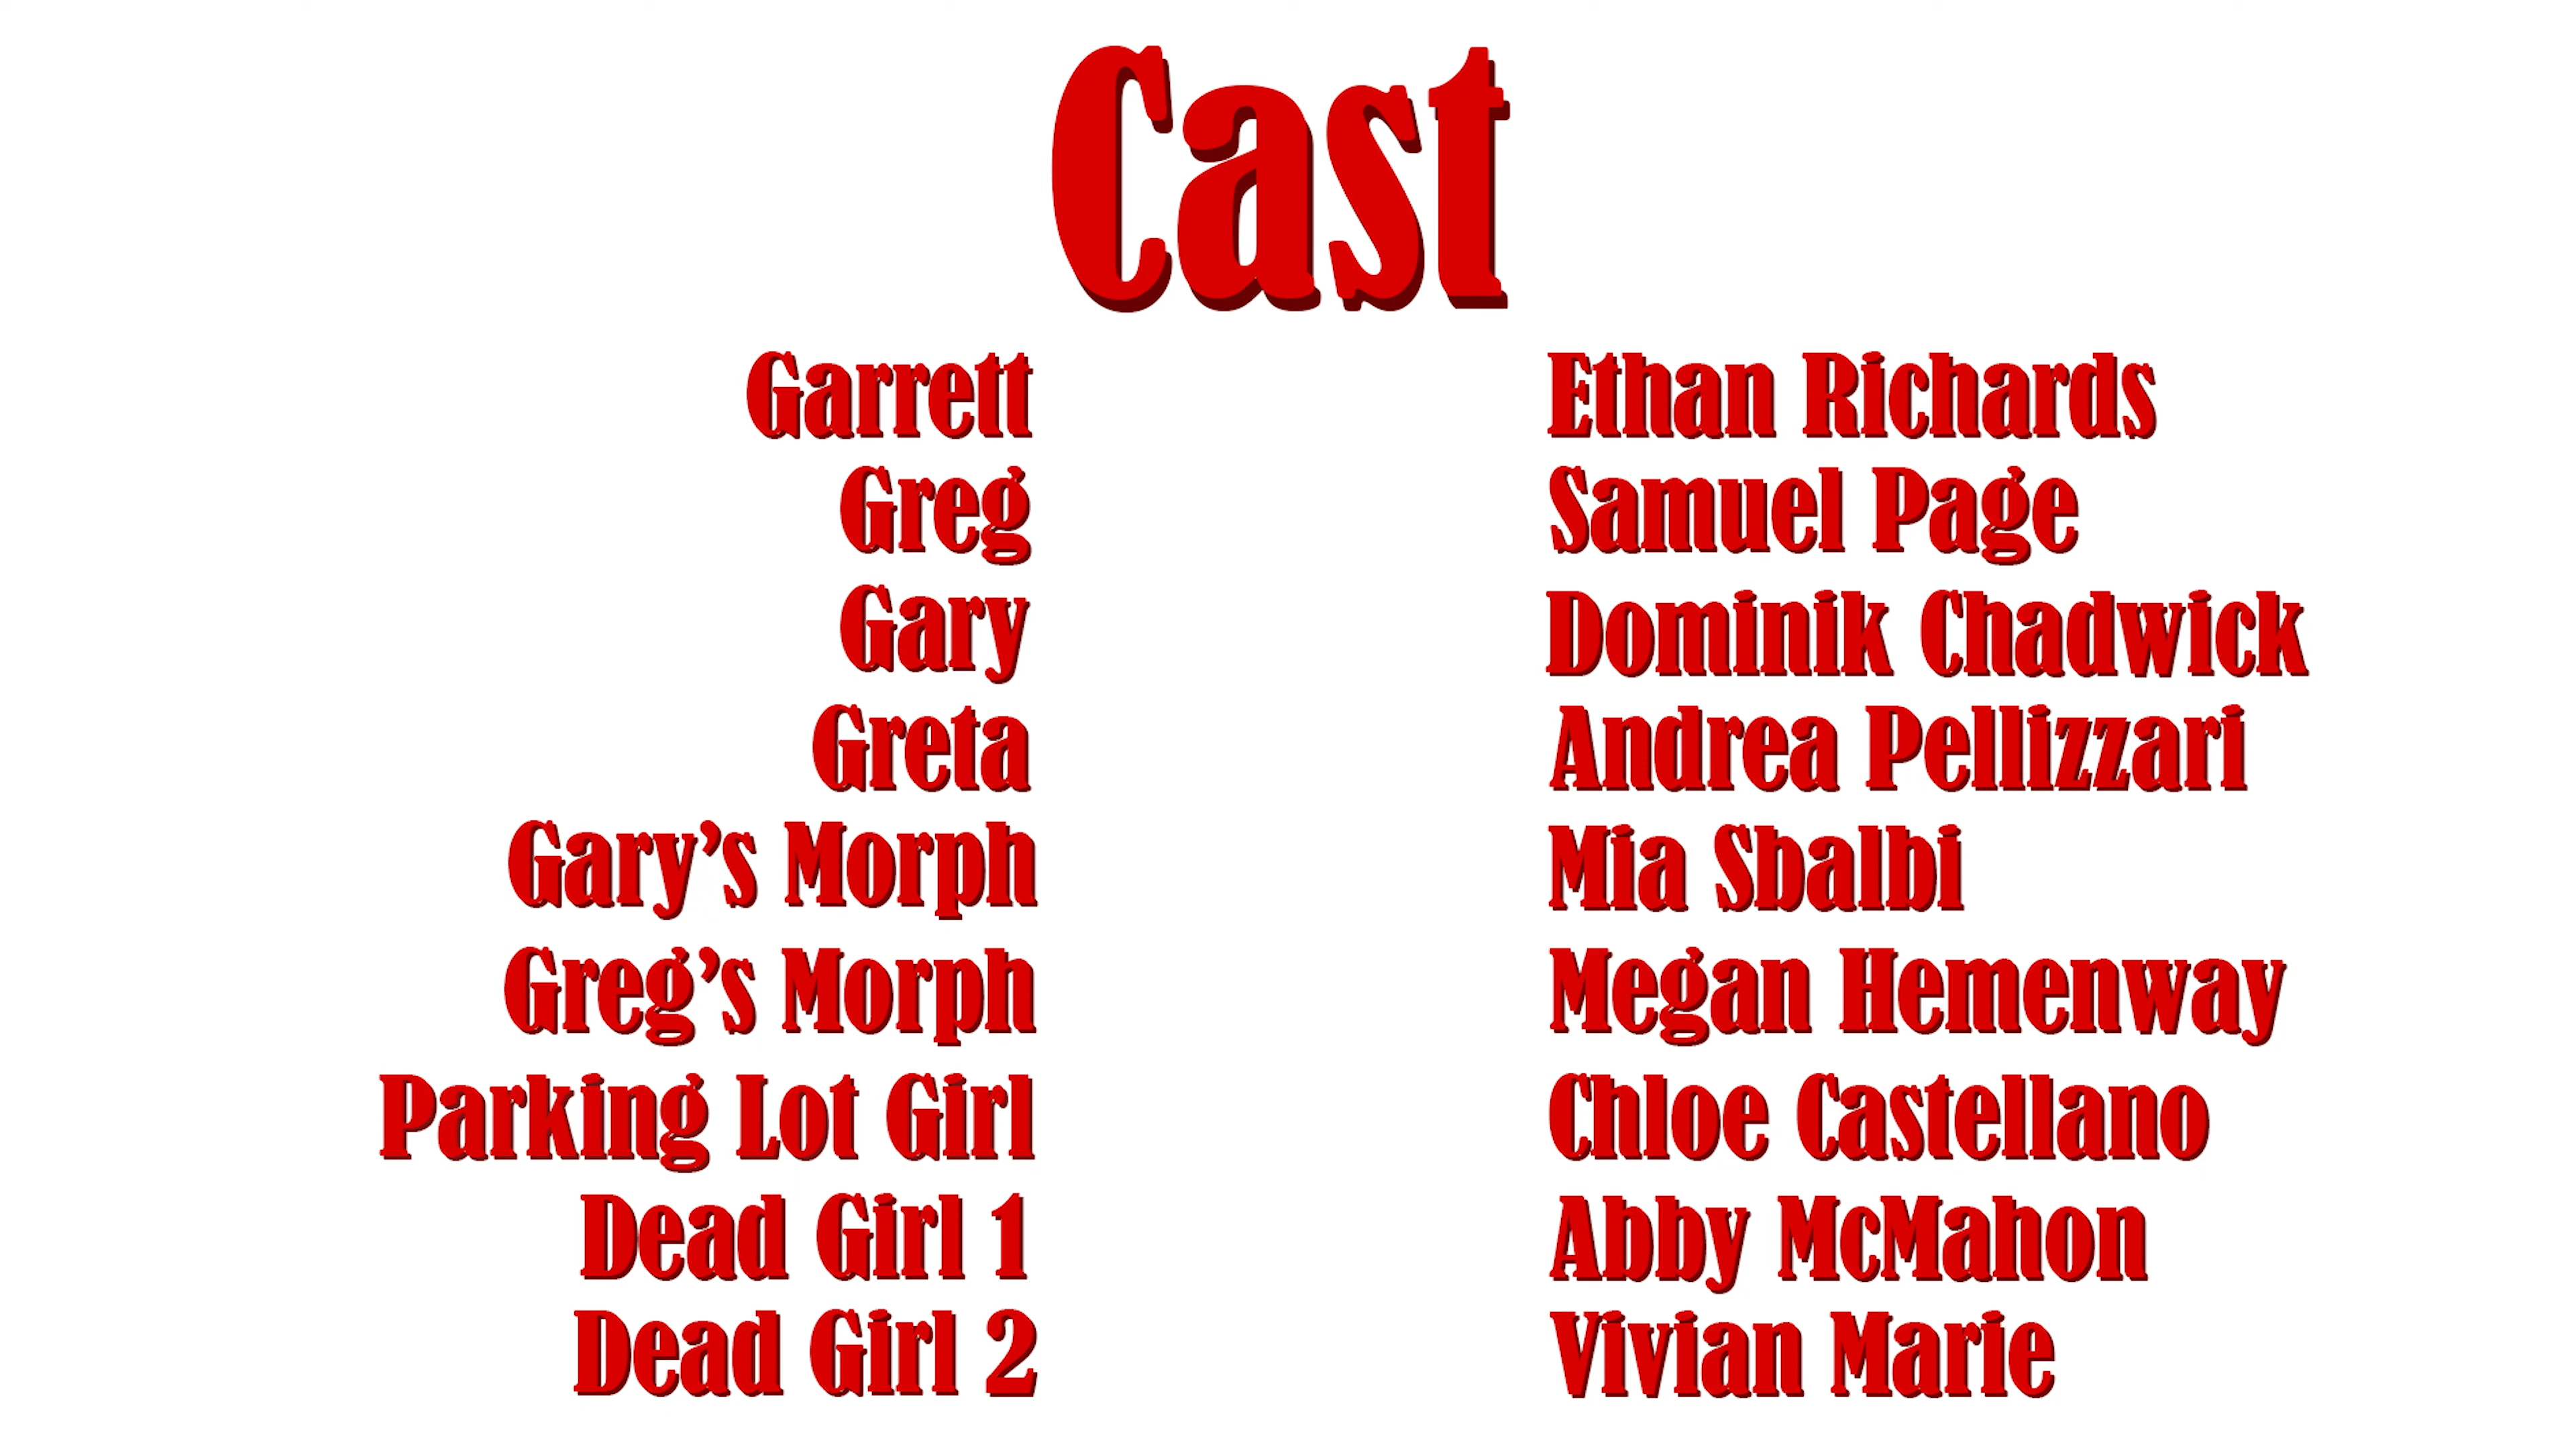 Cast
Garrett Ethan Richards
Greg Samuel Page
Gary Dominik Chadwick
Greta Andrea Pellizzari
Gary’s Morph Mia Sbalbi
Greg’s Morph Megan Hemenway
Parking Lot Girl Chloe Castellano
Dead Girl 1 Abby McMahon
Dead Girl 2 Vivian Marie